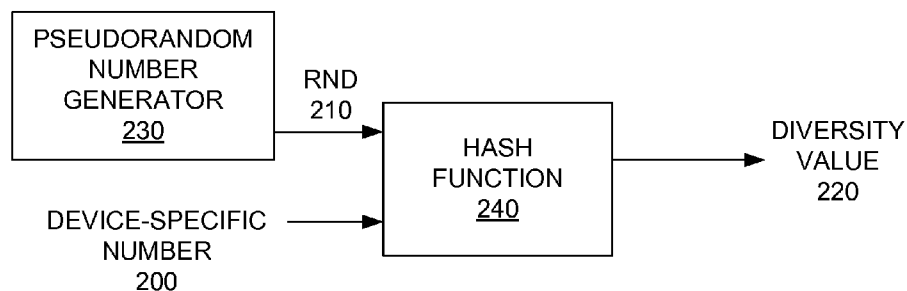 PSEUDORANDOM
NUMBER
GENERATOR
230
RND
210
HASH
FUNCTION
240
DIVERSITY
VALUE
220
DEVICE-SPECIFIC
NUMBER
200